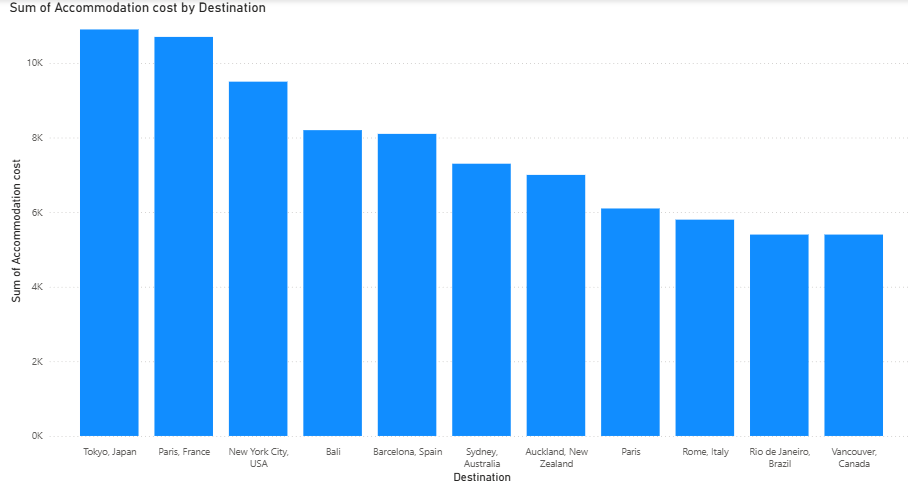 Sum of Accommodation cost by Destination
10K
8K
6K
4K
2K
0K
Sum of Accommodation cost
Tokyo, Japan
Paris, France
New York City,
USA
Bali
Barcelona, Spain
Sydney,
Australia
Auckland, New
Zealand
Paris
Rome, Italy
Rio de Janeiro,
Brazil
Vancouver,
Canada
Destination